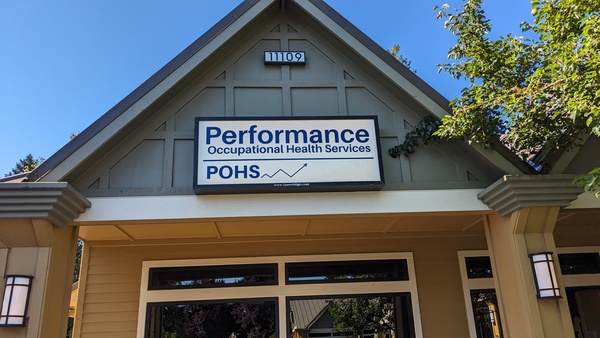 11109
Performance
Occupational Health Services
POHS